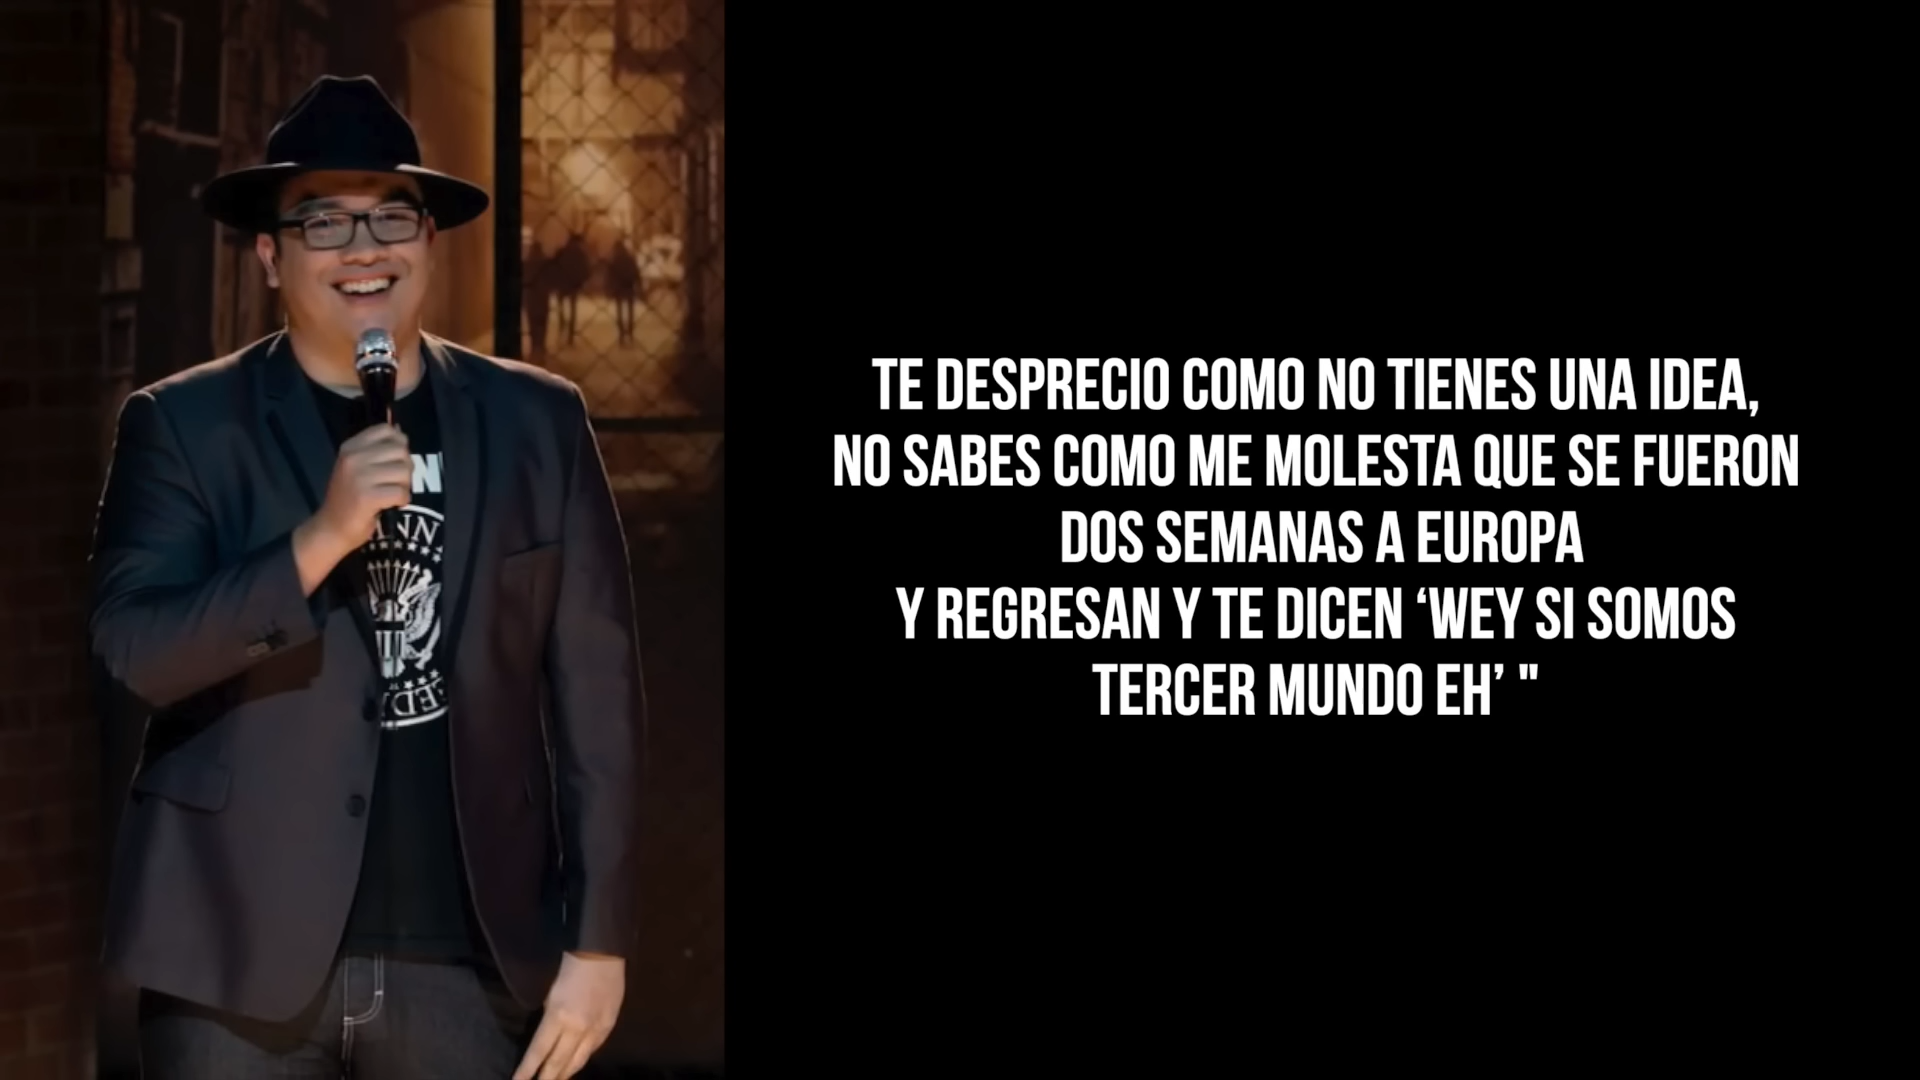 TE DESPRECIO COMO NO TIENES UNA IDEA,
NO SABES COMO ME MOLESTA QUE SE FUERON
DOS SEMANAS A EUROPA
Y REGRESAN Y TE DICEN ‘WEY SI SOMOS
TERCER MUNDO EH’ "